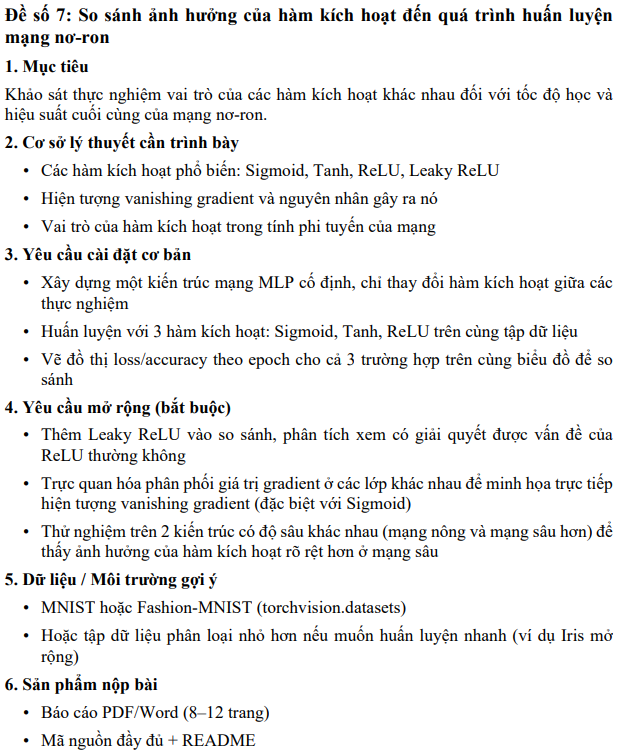 Đề số 7: So sánh ảnh hưởng của hàm kích hoạt đến quá trình huấn luyện
mạng nơ-ron
1. Mục tiêu
Khảo sát thực nghiệm vai trò của các hàm kích hoạt khác nhau đối với tốc độ học và
hiệu suất cuối cùng của mạng nơ-ron.
2. Cơ sở lý thuyết cần trình bày
• Các hàm kích hoạt phổ biến: Sigmoid, Tanh, ReLU, Leaky ReLU
• Hiện tượng vanishing gradient và nguyên nhân gây ra nó
• Vai trò của hàm kích hoạt trong tính phi tuyến của mạng
3. Yêu cầu cài đặt cơ bản
• Xây dựng một kiến trúc mạng MLP cố định, chỉ thay đổi hàm kích hoạt giữa các
thực nghiệm
• Huấn luyện với 3 hàm kích hoạt: Sigmoid, Tanh, ReLU trên cùng tập dữ liệu
• Vẽ đồ thị loss/accuracy theo epoch cho cả 3 trường hợp trên cùng biểu đồ để so
sánh
4. Yêu cầu mở rộng (bắt buộc)
• Thêm Leaky ReLU vào so sánh, phân tích xem có giải quyết được vấn đề của
ReLU thường không
• Trực quan hóa phân phối giá trị gradient ở các lớp khác nhau để minh họa trực tiếp
hiện tượng vanishing gradient (đặc biệt với Sigmoid)
• Thử nghiệm trên 2 kiến trúc có độ sâu khác nhau (mạng nông và mạng sâu hơn) để
thấy ảnh hưởng của hàm kích hoạt rõ rệt hơn ở mạng sâu
5. Dữ liệu / Môi trường gợi ý
• MNIST hoặc Fashion-MNIST (torchvision.datasets)
• Hoặc tập dữ liệu phân loại nhỏ hơn nếu muốn huấn luyện nhanh (ví dụ Iris mở
rộng)
6. Sản phẩm nộp bài
• Báo cáo PDF/Word (8–12 trang)
• Mã nguồn đầy đủ + README